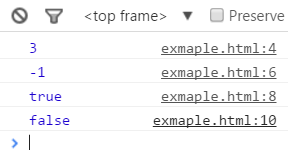 <top frame> Preserve
3 exmaple.html:4
-1 exmaple.html:6
true exmaple.html:8
false exmaple.html:10